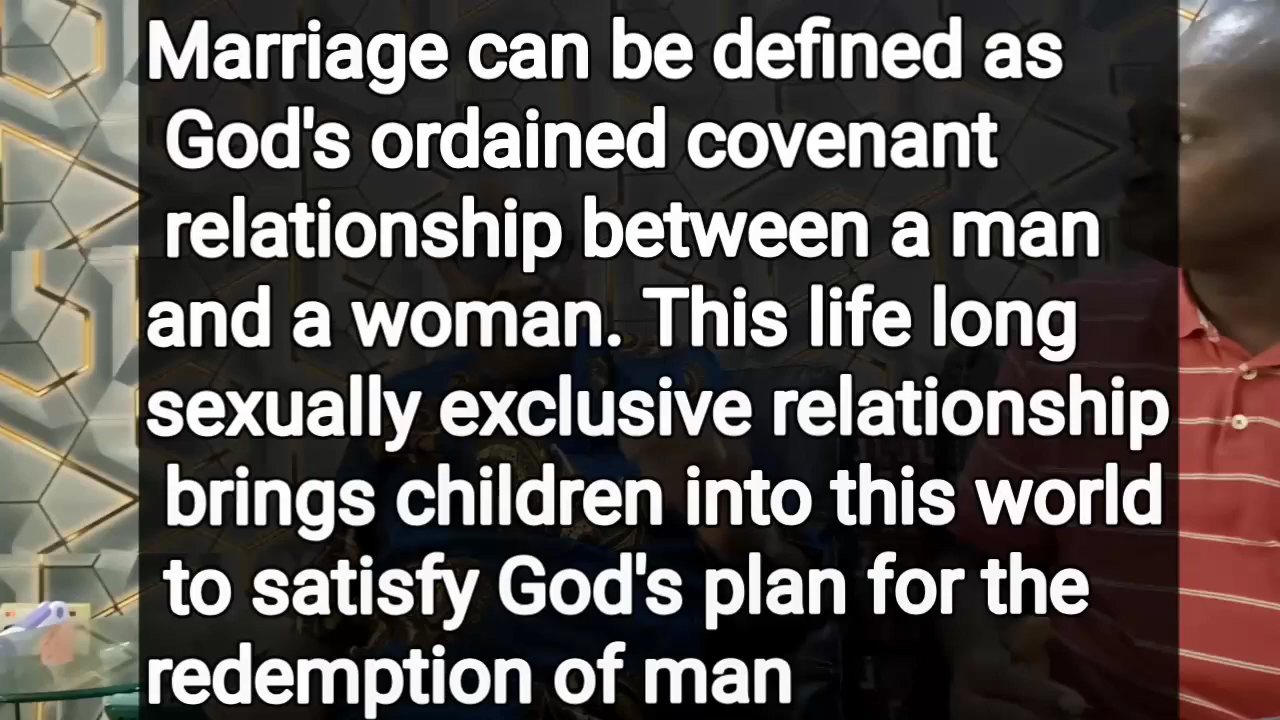 Marriage can be defined as
God's ordained covenant
relationship between a man
and a woman. This life long
sexually exclusive relationship
brings children into this world
to satisfy God's plan for the
redemption of man